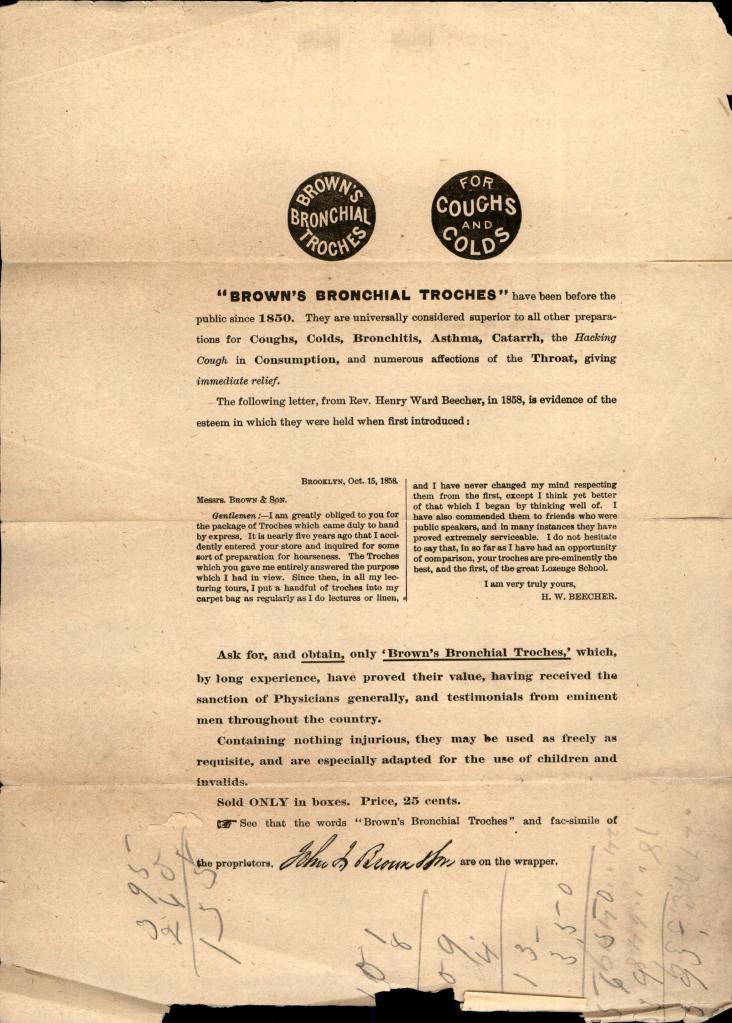 BROWN'S
BRONCHIAL
TROCHES
FOR
COUGHS
AND
COLDS
"BROWN'S BRONCHIAL TROCHES" have been before the
public since 1850. They are universally considered superior to all other prepara-
tions for Coughs, Colds, Bronchitis, Asthma, Catarrh, the Hacking
Cough in Consumption, and numerous affections of the Throat, giving
immediate relief.
The following letter, from Rev. Henry Ward Beecher, in 1858, is evidence of the
esteem in which they were held when first introduced:
BROOKLYN, Oct. 15, 1858.
Messrs. BROWN & SON.
Gentlemen:—I am greatly obliged to you for
the package of Troches which came duly to hand
by express. It is nearly five years ago that I acci-
dently entered your store and inquired for some
sort of preparation for hoarseness. The Troches
which you gave me entirely answered the purpose
which I had in view. Since then, in all my lec-
turing tours, I put a handful of troches into my
carpet bag as regularly as I do lectures or linen,
and I have never changed my mind respecting
them from the first, except I think yet better
of that which I began by thinking well of. I
have also commended them to friends who were
public speakers, and in many instances they have
proved extremely serviceable. I do not hesitate
to say that, in so far as I have had an opportunity
of comparison, your troches are pre-eminently the
best, and the first, of the great Lozenge School.
I am very truly yours,
H. W. BEECHER.
Ask for, and obtain, only 'Brown's Bronchial Troches,' which,
by long experience, have proved their value, having received the
sanction of Physicians generally, and testimonials from eminent
men throughout the country.
Containing nothing injurious, they may be used as freely as
requisite, and are especially adapted for the use of children and
invalids.
Sold ONLY in boxes. Price, 25 cents.
☞ See that the words "Brown's Bronchial Troches" and fac-simile of
the proprietors, John I. Brown & Son are on the wrapper.
395
240